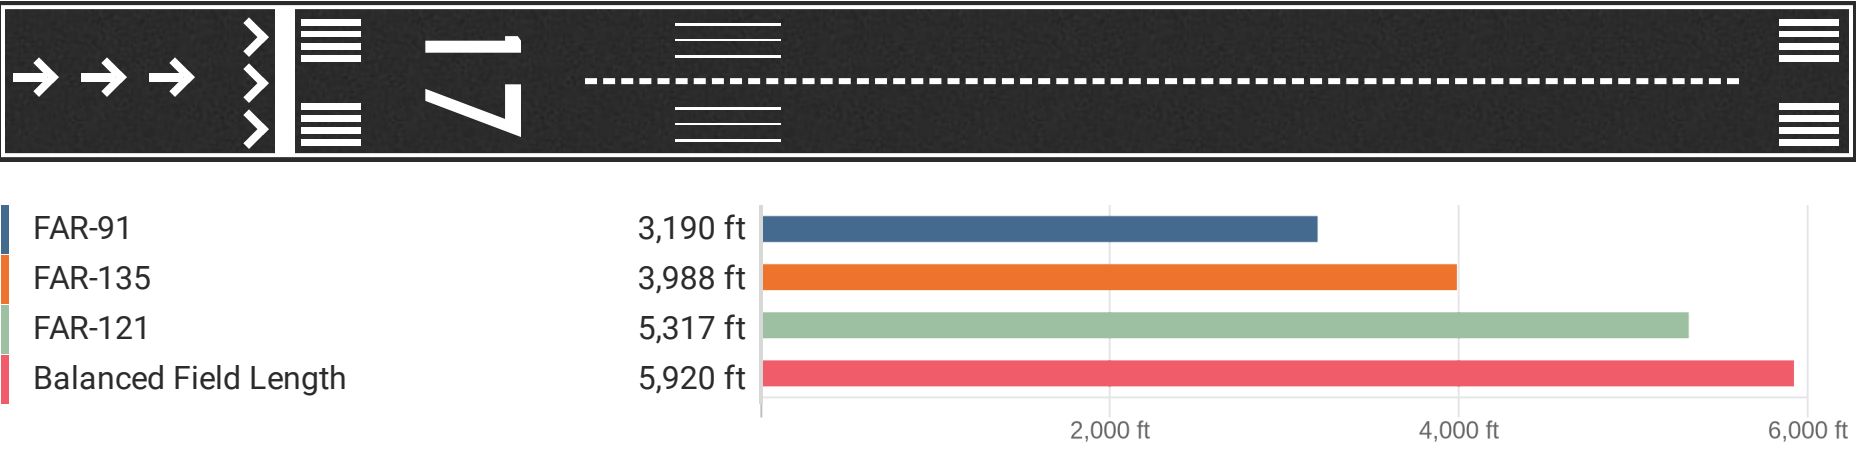 17
FAR-91 3,190 ft
FAR-135 3,988 ft
FAR-121 5,317 ft
Balanced Field Length 5,920 ft
2,000 ft 4,000 ft 6,000 ft